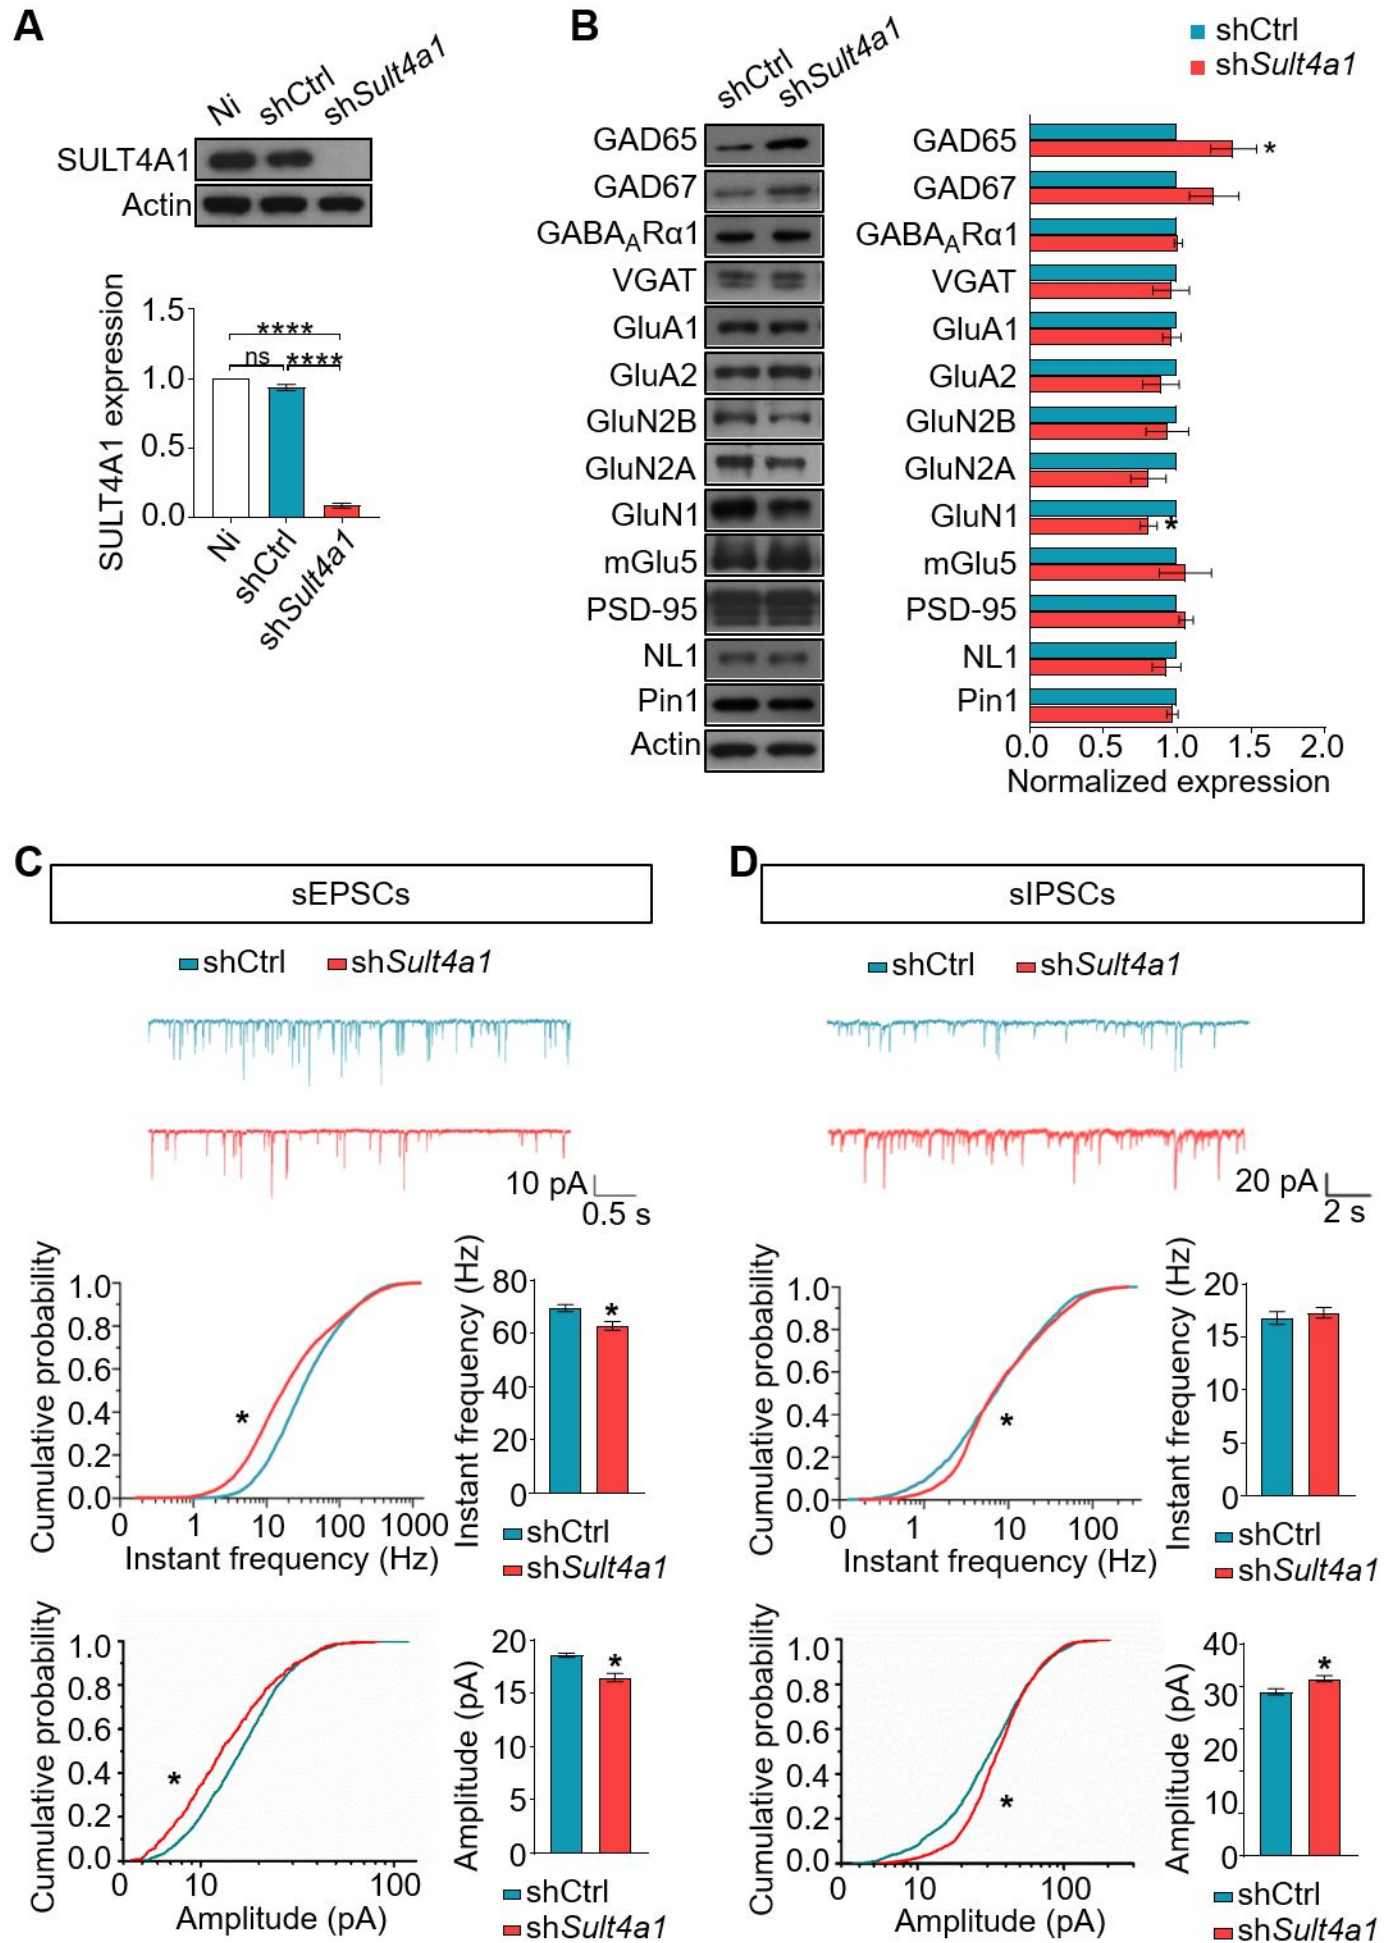 A
Ni
shCtrl
shSult4a1
SULT4A1
Actin
SULT4A1 expression
1.5
1.0
0.5
0.0
****
ns
****
Ni
shCtrl
shSult4a1
B
shCtrl
shSult4a1
GAD65
GAD67
GABAARα1
VGAT
GluA1
GluA2
GluN2B
GluN2A
GluN1
mGlu5
PSD-95
NL1
Pin1
Actin
shCtrl
shSult4a1
GAD65
*
GAD67
GABAARα1
VGAT
GluA1
GluA2
GluN2B
GluN2A
GluN1
*
mGlu5
PSD-95
NL1
Pin1
0.0 0.5 1.0 1.5 2.0
Normalized expression
C
sEPSCs
shCtrl shSult4a1
10 pA
0.5 s
Cumulative probability
1.0
0.8
0.6
0.4
0.2
0.0
*
0 1 10 100 1000
Instant frequency (Hz)
Instant frequency (Hz)
80
60
40
20
0
*
shCtrl
shSult4a1
Cumulative probability
1.0
0.8
0.6
0.4
0.2
0.0
*
0 10 100
Amplitude (pA)
Amplitude (pA)
20
15
10
5
0
*
shCtrl
shSult4a1
D
sIPSCs
shCtrl shSult4a1
20 pA
2 s
Cumulative probability
1.0
0.8
0.6
0.4
0.2
0.0
*
0 1 10 100
Instant frequency (Hz)
Instant frequency (Hz)
20
15
10
5
0
shCtrl
shSult4a1
Cumulative probability
1.0
0.8
0.6
0.4
0.2
0.0
*
0 10 100
Amplitude (pA)
Amplitude (pA)
40
30
20
10
0
*
shCtrl
shSult4a1